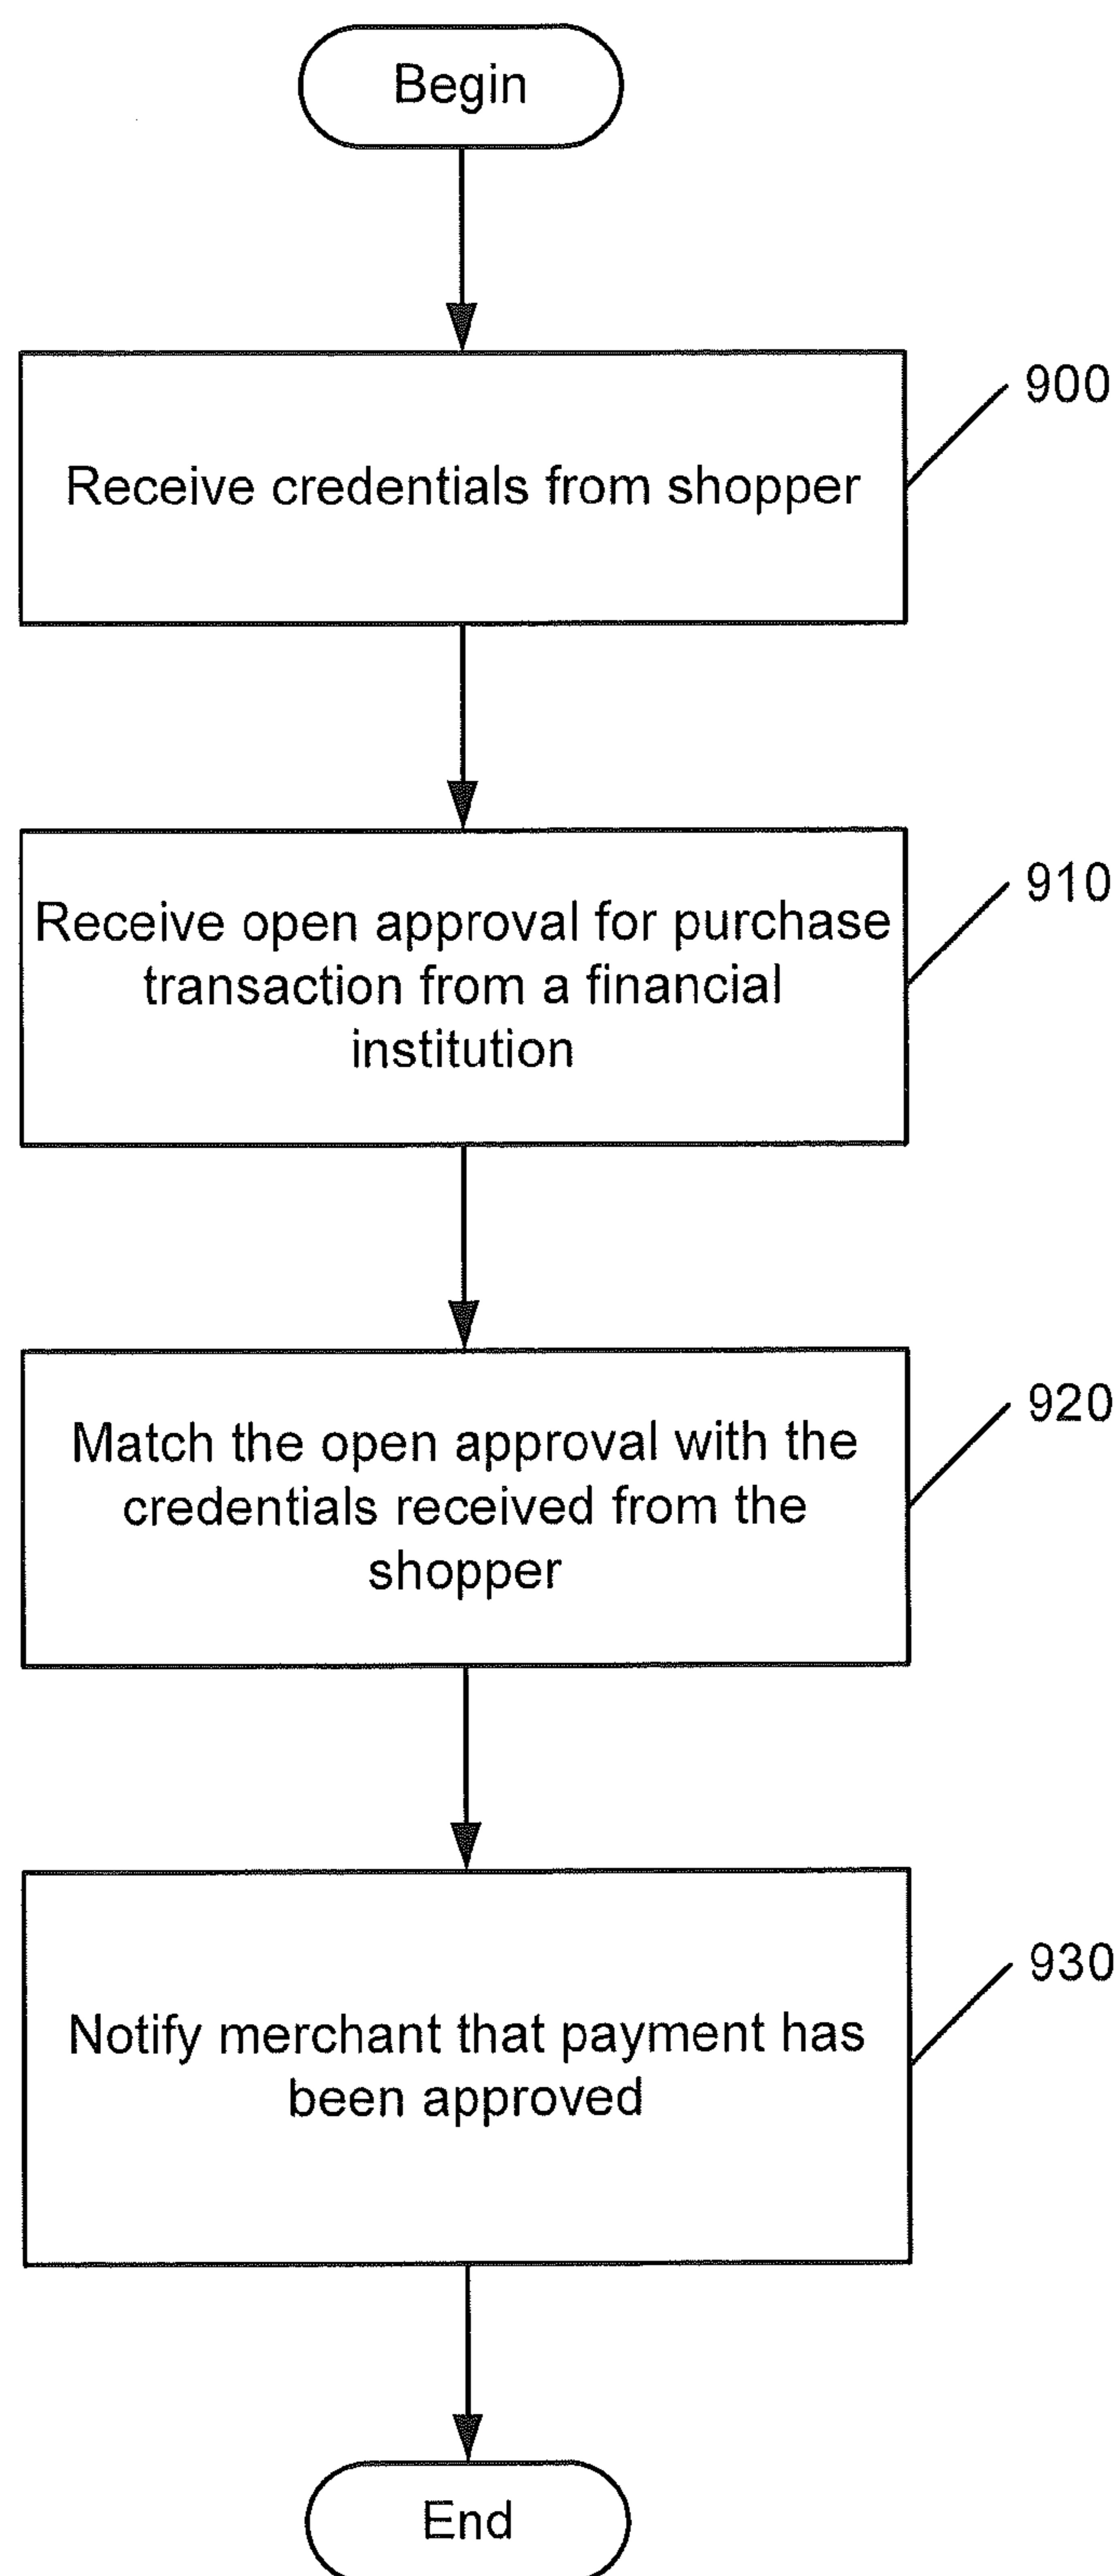 Begin
900
Receive credentials from shopper
910
Receive open approval for purchase
transaction from a financial
institution
920
Match the open approval with the
credentials received from the
shopper
930
Notify merchant that payment has
been approved
End